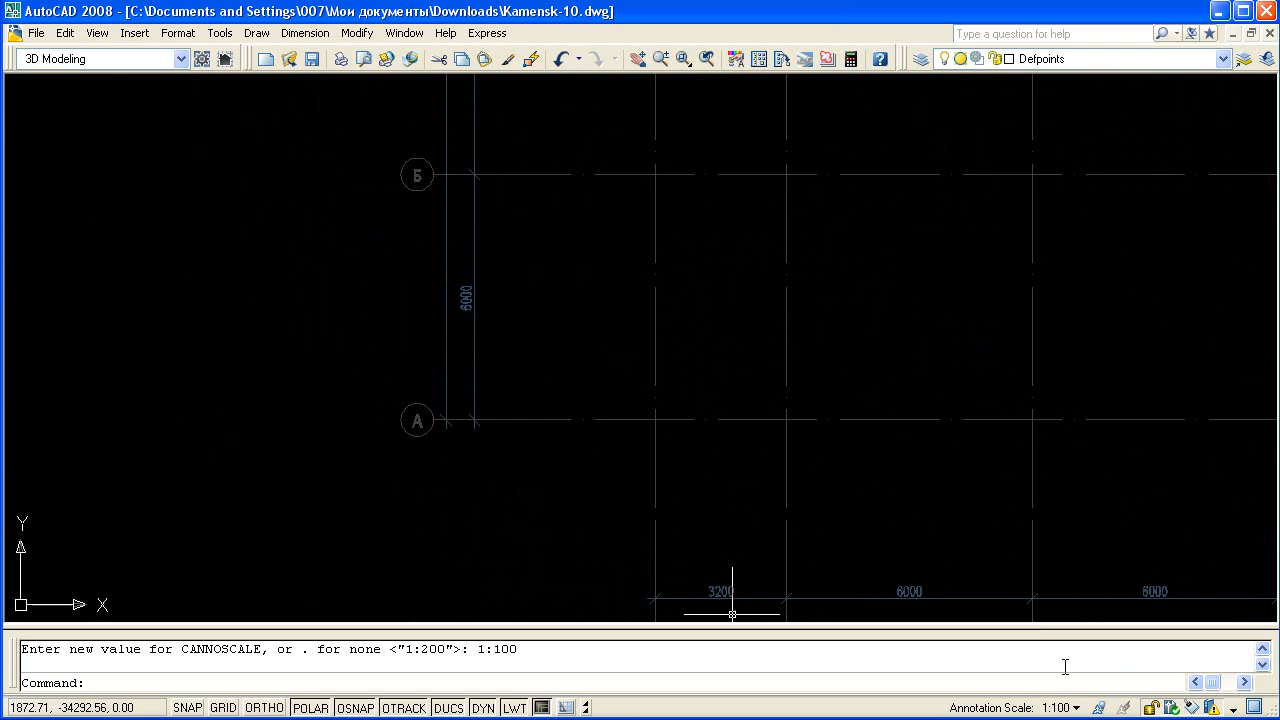 AutoCAD 2008 - [C:\Documents and Settings\007\Мои документы\Downloads\Kamensk-10.dwg]
File Edit View Insert Format Tools Draw Dimension Modify Window Help Express
Type a question for help
3D Modeling
Defpoints
Б
6000
А
3200 6000 6000
Y
X
Enter new value for CANNOSCALE, or . for none <"1:200">: 1:100
Command:
1872.71, -34292.56, 0.00 SNAP GRID ORTHO POLAR OSNAP OTRACK DUCS DYN LWT Annotation Scale: 1:100